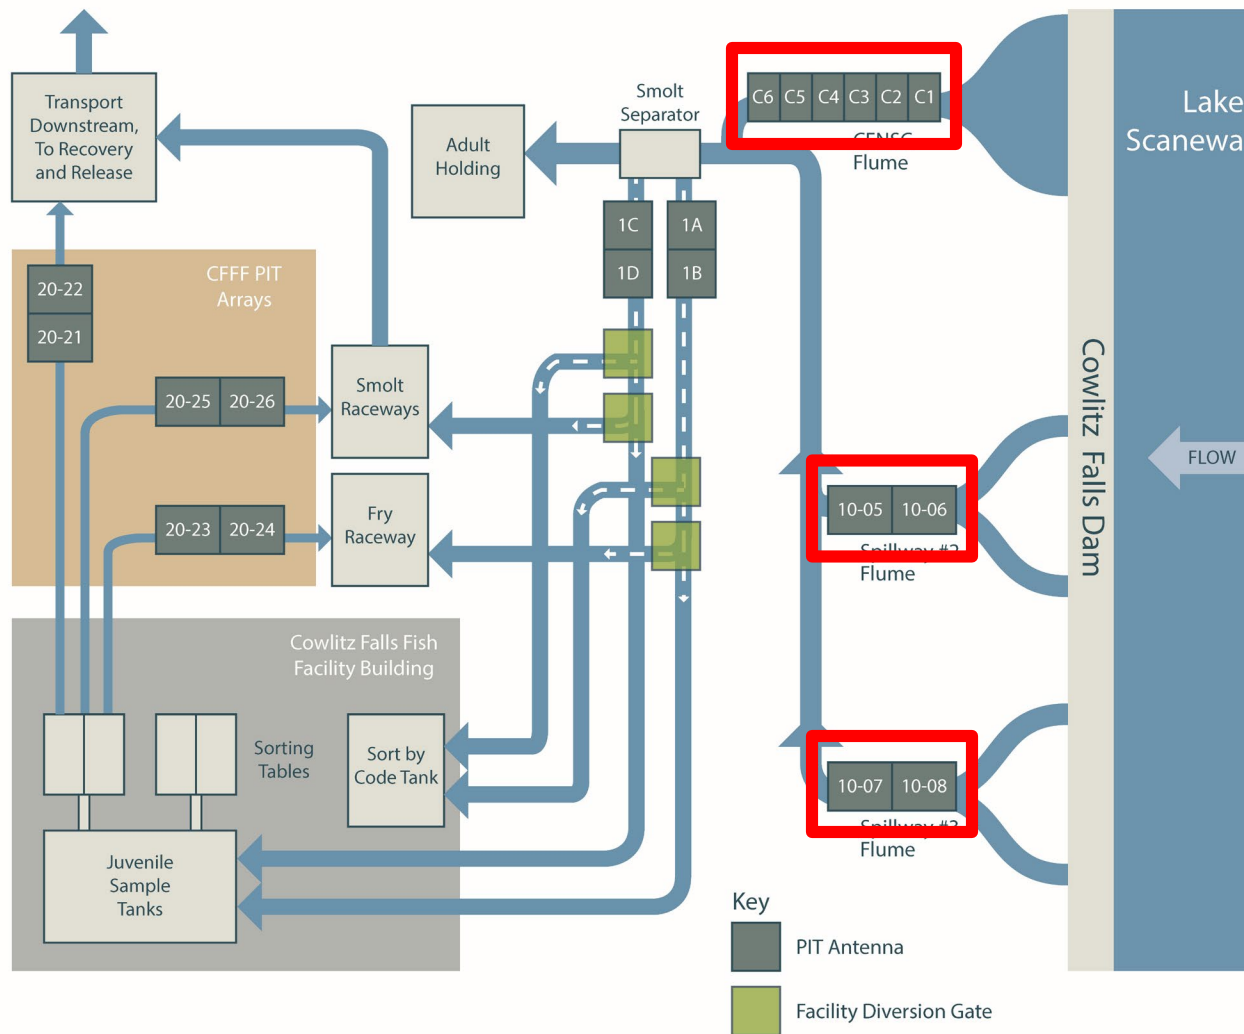 Transport
Downstream,
To Recovery
and Release
Adult
Holding
Smolt
Separator
C6 C5 C4 C3 C2 C1
Flume
Lake
Scanewa
CFFF PIT
Arrays
20-22
20-21
1C
1D
1A
1B
20-25 20-26
Smolt
Raceways
20-23 20-24
Fry
Raceway
10-05 10-06
Spillway #2
Flume
Cowlitz Falls Dam
FLOW
Cowlitz Falls Fish
Facility Building
Sorting
Tables
Sort by
Code Tank
Juvenile
Sample
Tanks
10-07 10-08
Spillway #3
Flume
Key
PIT Antenna
Facility Diversion Gate